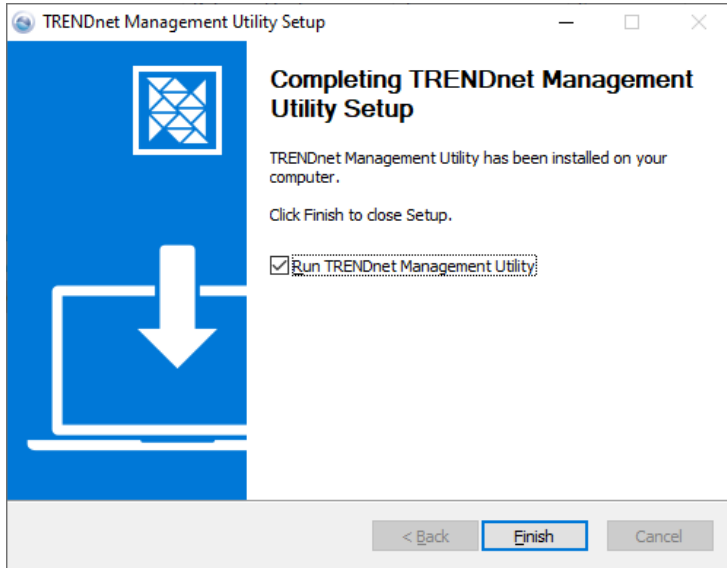 TRENDnet Management Utility Setup
Completing TRENDnet Management
Utility Setup
TRENDnet Management Utility has been installed on your
computer.
Click Finish to close Setup.
Run TRENDnet Management Utility
< Back
Finish
Cancel